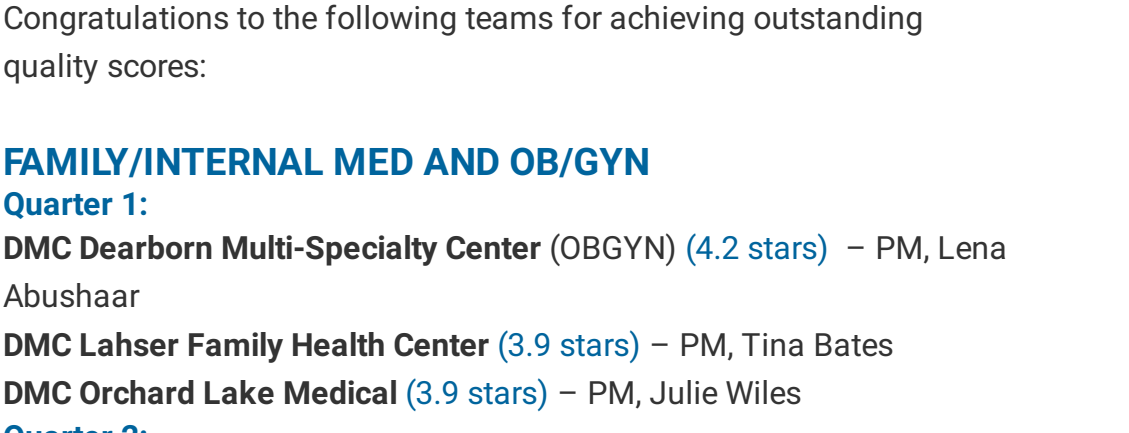 Congratulations to the following teams for achieving outstanding
quality scores:
FAMILY/INTERNAL MED AND OB/GYN
Quarter 1:
DMC Dearborn Multi-Specialty Center (OBGYN) (4.2 stars) – PM, Lena
Abushaar
DMC Lahser Family Health Center (3.9 stars) – PM, Tina Bates
DMC Orchard Lake Medical (3.9 stars) – PM, Julie Wiles
Quarter 2: